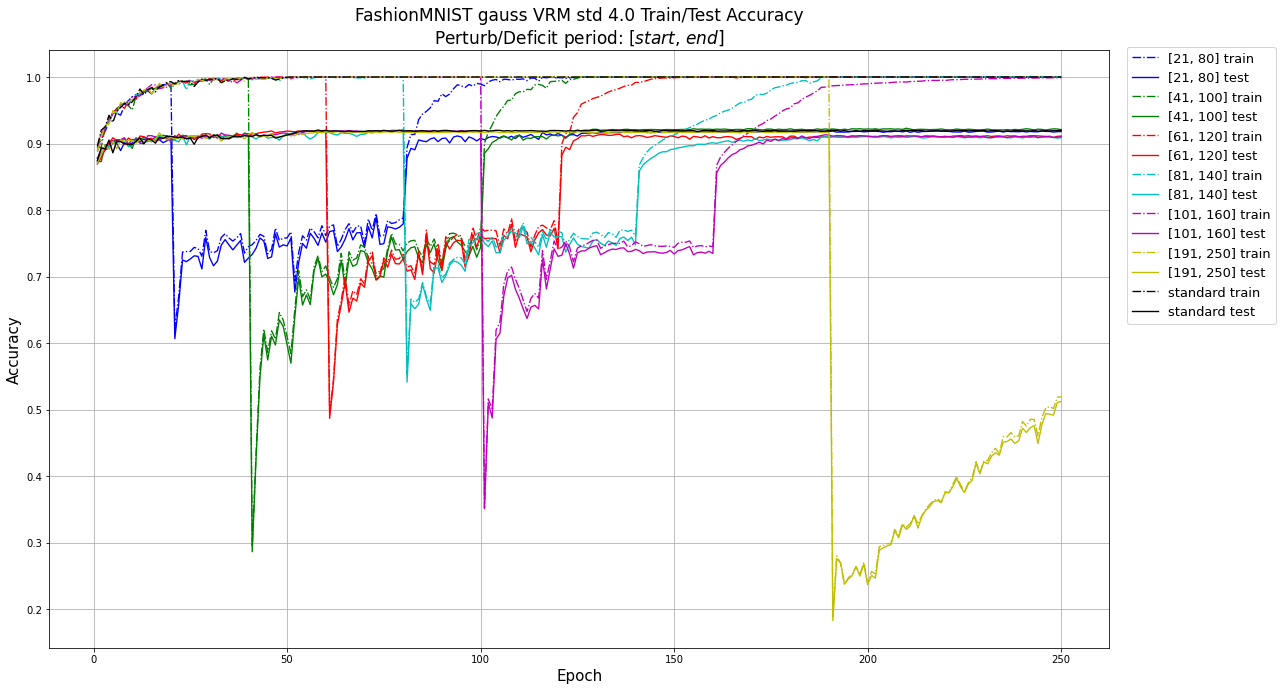 FashionMNIST gauss VRM std 4.0 Train/Test Accuracy
Perturb/Deficit period: [start, end]
1.0
0.9
0.8
0.7
0.6
0.5
0.4
0.3
0.2
Accuracy
0
50
100
150
200
250
Epoch
[21, 80] train
[21, 80] test
[41, 100] train
[41, 100] test
[61, 120] train
[61, 120] test
[81, 140] train
[81, 140] test
[101, 160] train
[101, 160] test
[191, 250] train
[191, 250] test
standard train
standard test